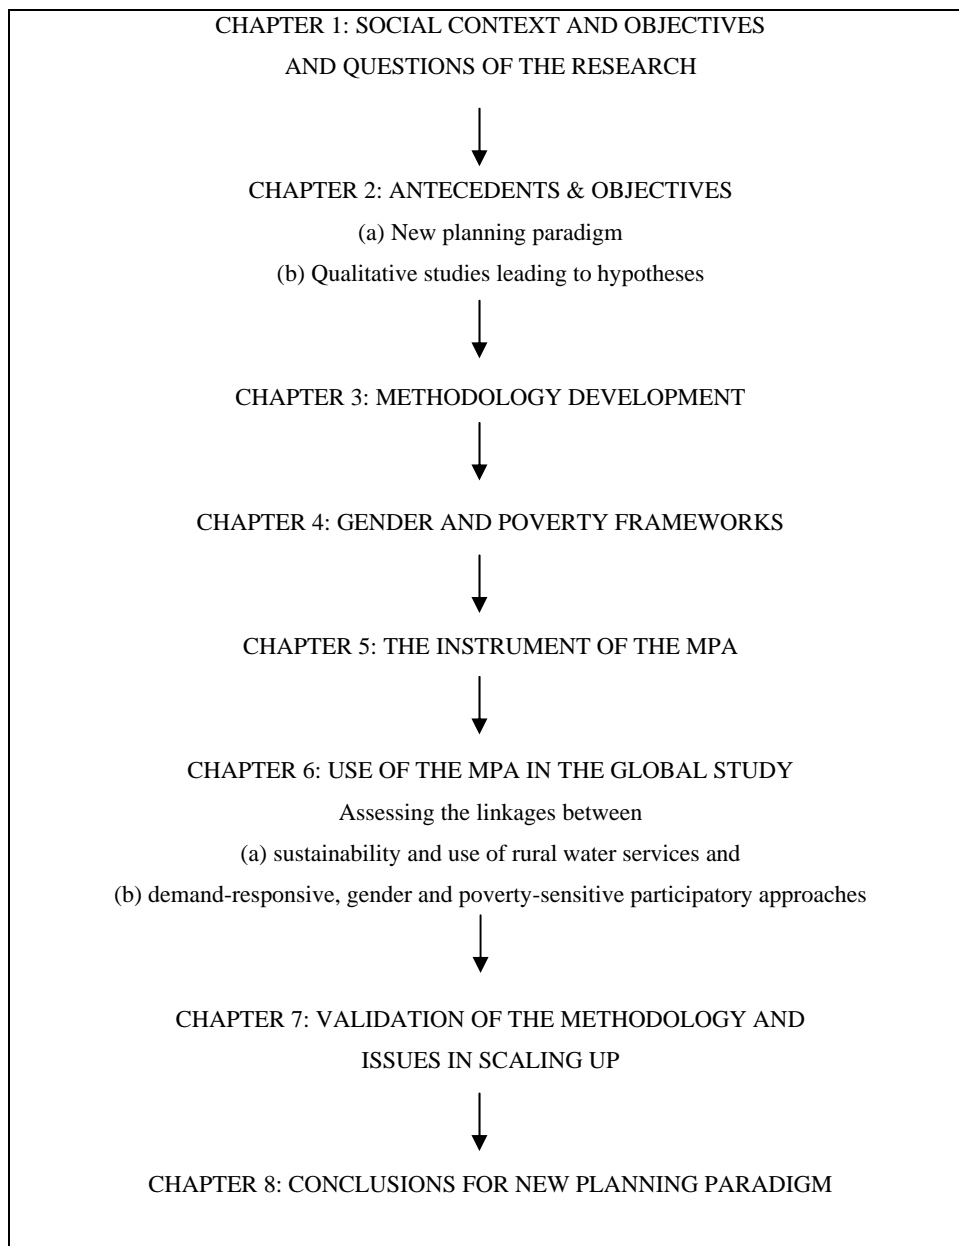 CHAPTER 1: SOCIAL CONTEXT AND OBJECTIVES
AND QUESTIONS OF THE RESEARCH
CHAPTER 2: ANTECEDENTS & OBJECTIVES
(a) New planning paradigm
(b) Qualitative studies leading to hypotheses
CHAPTER 3: METHODOLOGY DEVELOPMENT
CHAPTER 4: GENDER AND POVERTY FRAMEWORKS
CHAPTER 5: THE INSTRUMENT OF THE MPA
CHAPTER 6: USE OF THE MPA IN THE GLOBAL STUDY
Assessing the linkages between
(a) sustainability and use of rural water services and
(b) demand-responsive, gender and poverty-sensitive participatory approaches
CHAPTER 7: VALIDATION OF THE METHODOLOGY AND
ISSUES IN SCALING UP
CHAPTER 8: CONCLUSIONS FOR NEW PLANNING PARADIGM